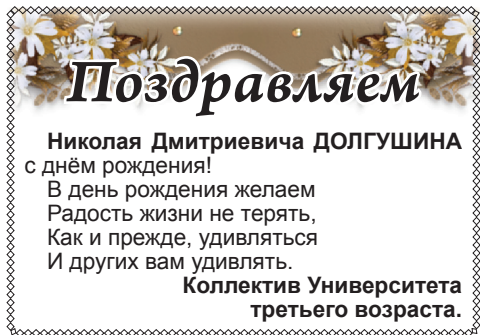 Поздравляем
Николая Дмитриевича ДОЛГУШИНА
с днём рождения!
В день рождения желаем
Радость жизни не терять,
Как и прежде, удивляться
И других вам удивлять.
Коллектив Университета
третьего возраста.